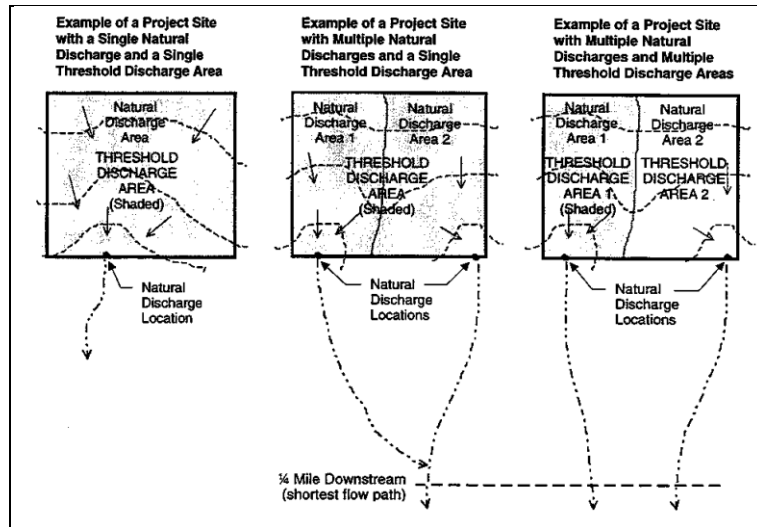 Example of a Project Site
with a Single Natural
Discharge and a Single
Threshold Discharge Area
Natural
Discharge
Area
THRESHOLD
DISCHARGE
AREA
(Shaded)
Natural
Discharge
Location
Example of a Project Site
with Multiple Natural
Discharges and a Single
Threshold Discharge Area
Natural
Discharge
Area 1
Natural
Discharge
Area 2
THRESHOLD
DISCHARGE
AREA
(Shaded)
Natural
Discharge
Locations
Example of a Project Site
with Multiple Natural
Discharges and Multiple
Threshold Discharge Areas
Natural
Discharge
Area 1
Natural
Discharge
Area 2
THRESHOLD
DISCHARGE
AREA 1
(Shaded)
THRESHOLD
DISCHARGE
AREA 2
Natural
Discharge
Locations
¼ Mile Downstream
(shortest flow path)